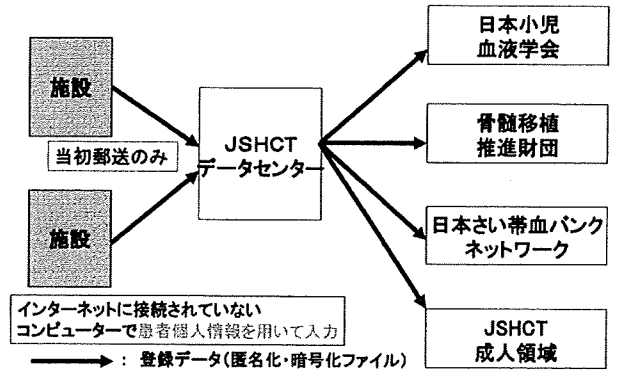 施設
当初郵送のみ
施設
JSHCT
データセンター
日本小児
血液学会
骨髄移植
推進財団
日本さい帯血バンク
ネットワーク
JSHCT
成人領域
インターネットに接続されていない
コンピューターで患者個人情報を用いて入力
： 登録データ（匿名化・暗号化ファイル）